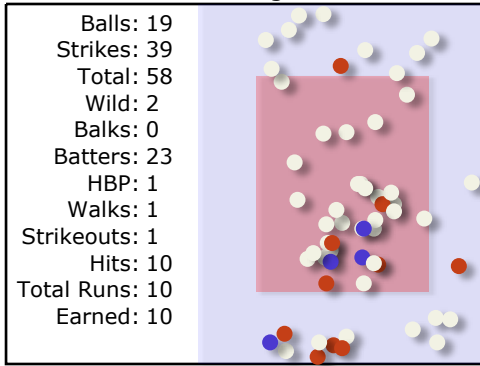 Balls: 19
Strikes: 39
Total: 58
Wild: 2
Balks: 0
Batters: 23
HBP: 1
Walks: 1
Strikeouts: 1
Hits: 10
Total Runs: 10
Earned: 10